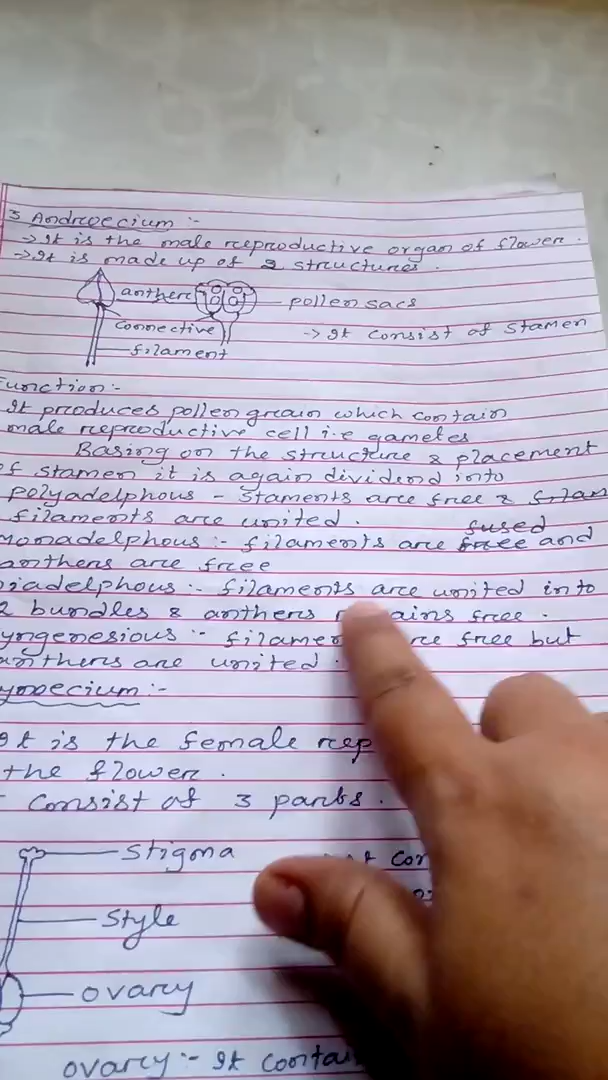 3 Androecium :-
→ It is the male reproductive organ of flower.
→ It is made up of 2 structures.
anther
pollen sacs
connective
→ It consist of Stamen
filament
Function :-
It produces pollen grain which contain
male reproductive cell i.e gametes
Basing on the structure & placement
of stamen it is again dividend into
polyadelphous - Staments are free &
filaments are united.
fused
monadelphous :- filaments are free and
anthers are free
diadelphous :- filaments are united into
2 bundles & anthers remains free.
yngenesious :- filamen are free but
anthers are united.
ynoecium :-
It is the female rep
the flower.
consist of 3 parts.
Stigma
Style
ovary
ovary :- It contai